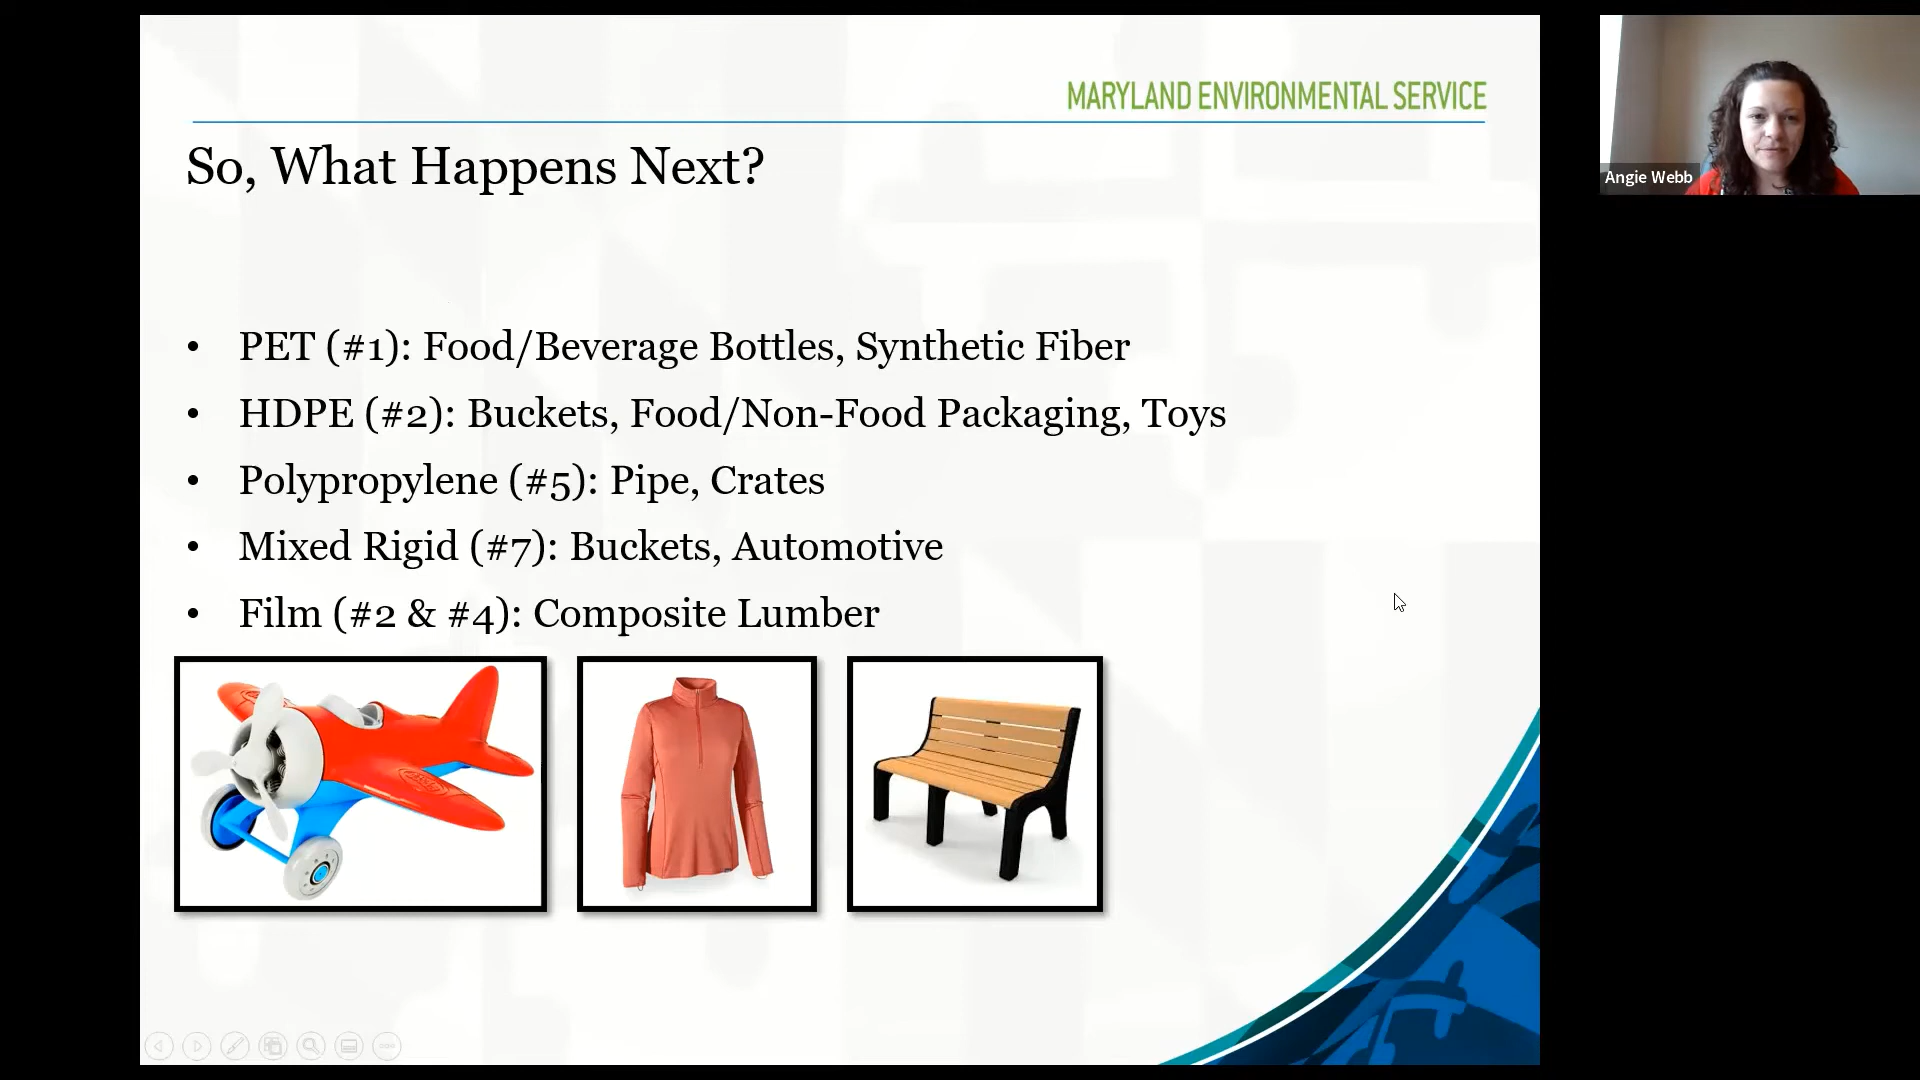 MARYLAND ENVIRONMENTAL SERVICE
So, What Happens Next?
• PET (#1): Food/Beverage Bottles, Synthetic Fiber
• HDPE (#2): Buckets, Food/Non-Food Packaging, Toys
• Polypropylene (#5): Pipe, Crates
• Mixed Rigid (#7): Buckets, Automotive
• Film (#2 & #4): Composite Lumber
Angie Webb